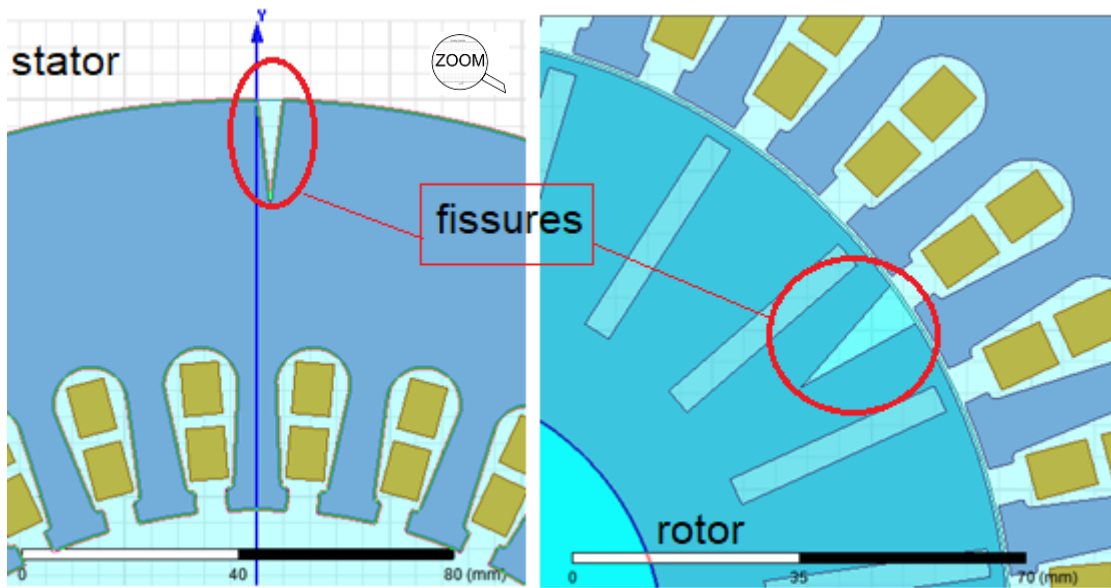 Y
stator
ZOOM
fissures
rotor
0 40 80 (mm)
0 35 70 (mm)